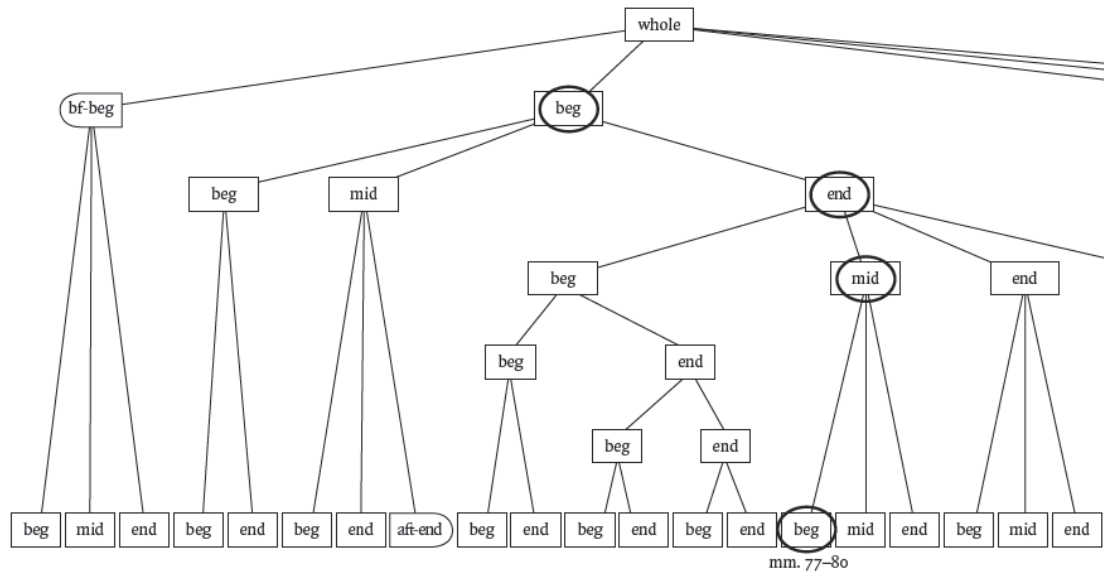 whole
bf-beg beg
beg mid end
beg mid end
beg end
beg end
beg mid end beg end beg end aft-end beg end beg end beg end beg mid end beg mid end
mm. 77–80